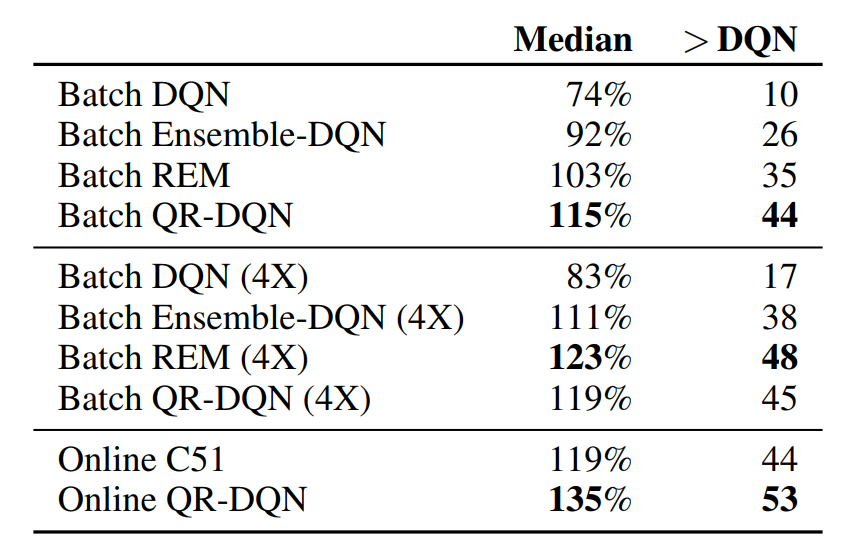 Median > DQN
Batch DQN 74% 10
Batch Ensemble-DQN 92% 26
Batch REM 103% 35
Batch QR-DQN 115% 44
Batch DQN (4X) 83% 17
Batch Ensemble-DQN (4X) 111% 38
Batch REM (4X) 123% 48
Batch QR-DQN (4X) 119% 45
Online C51 119% 44
Online QR-DQN 135% 53